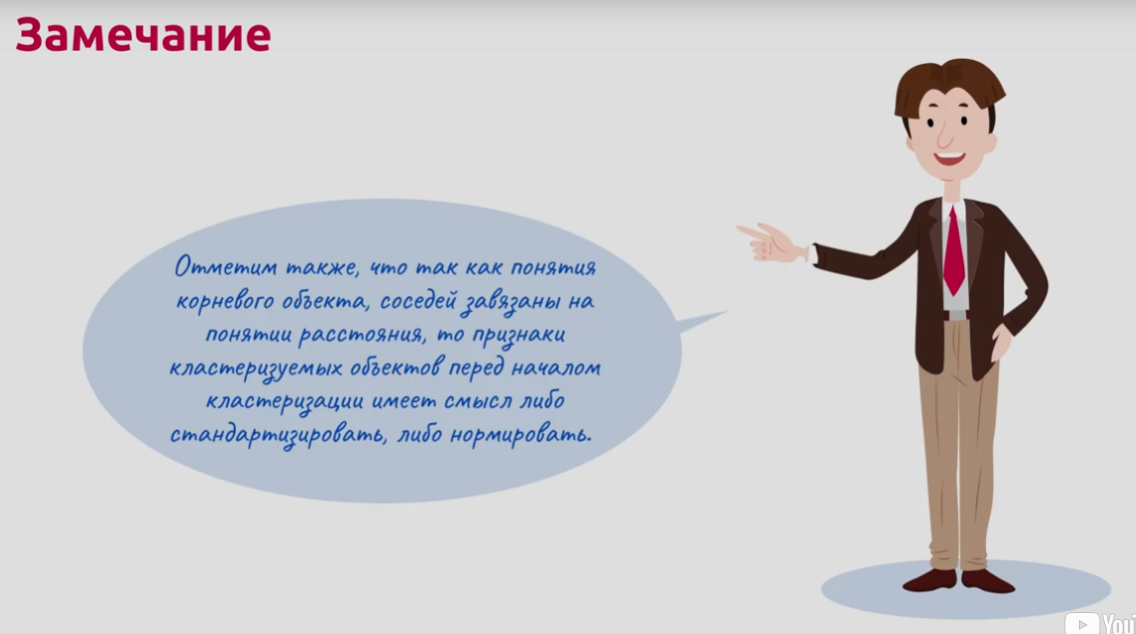 Замечание
Отметим также, что так как понятия
корневого объекта, соседей завязаны на
понятии расстояния, то признаки
кластеризуемых объектов перед началом
кластеризации имеет смысл либо
стандартизировать, либо нормировать.